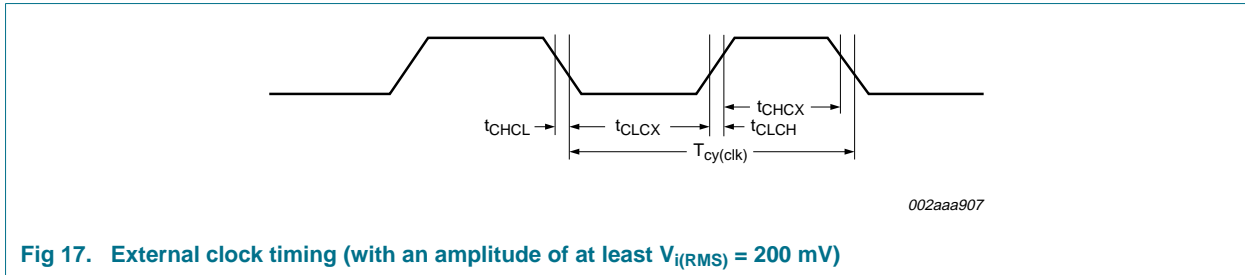 tCHCX
tCHCL tCLCX tCLCH
Tcy(clk)
002aaa907
Fig 17. External clock timing (with an amplitude of at least Vi(RMS) = 200 mV)